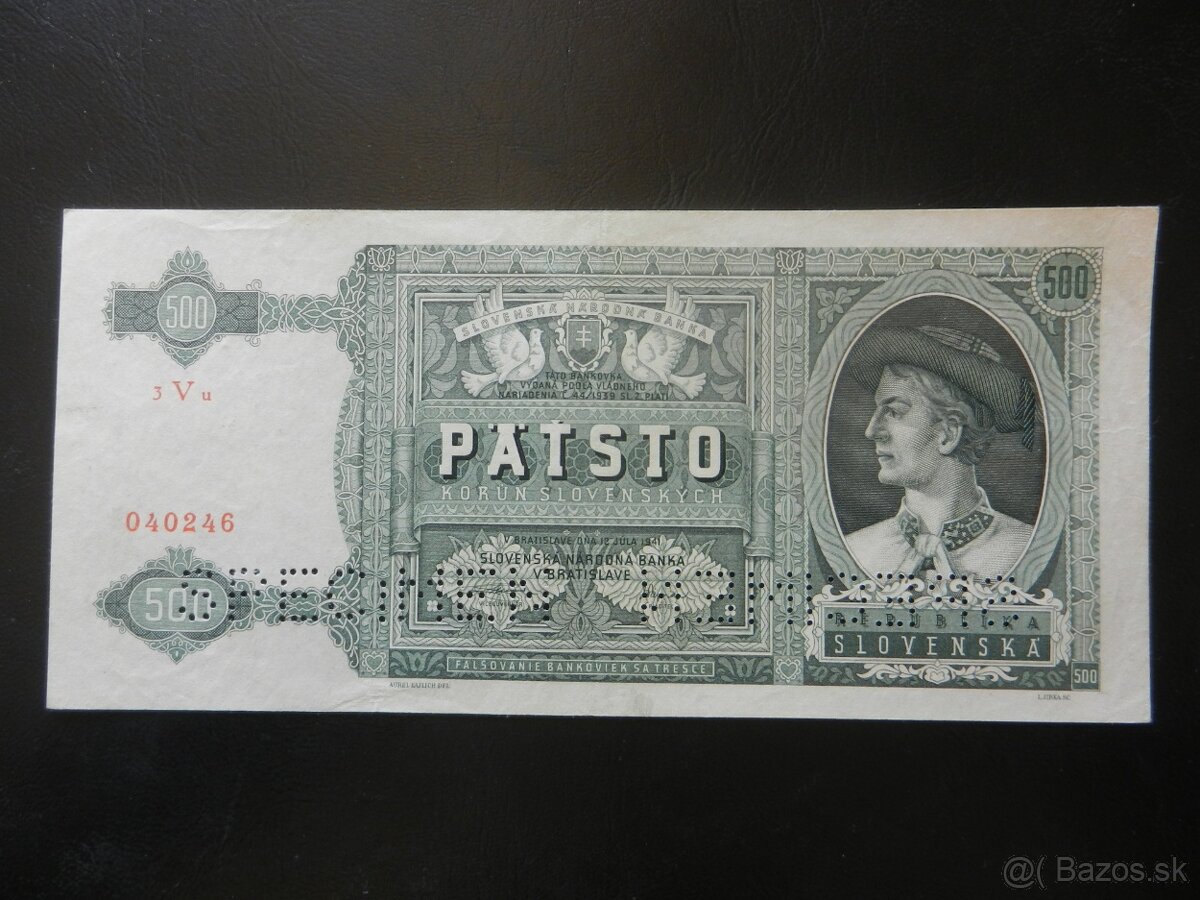 500
500
3 V u
SLOVENSKÁ NÁRODNÁ BANKA
TÁTO BANKOVKA
VYDANÁ PODĽA VLÁDNEHO
NARIADENIA Č. 44/1939 SL. Z. PLATÍ
PÄŤSTO
KORÚN SLOVENSKÝCH
040246
V BRATISLAVE DŇA 12 JÚLA 1941
SLOVENSKÁ NÁRODNÁ BANKA
V BRATISLAVE
500
REPUBLIKA
SLOVENSKÁ
FALŠOVANIE BANKOVIEK SA TRESCE
500
@( Bazos.sk